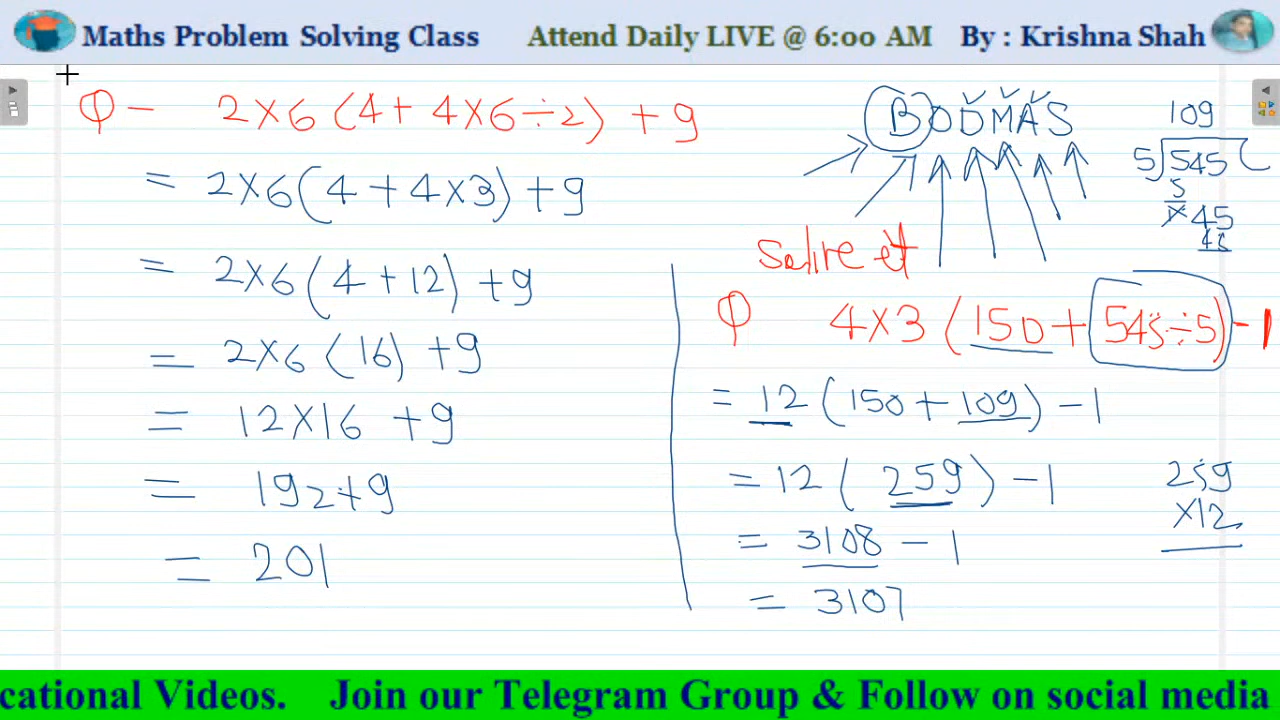 Maths Problem Solving Class Attend Daily LIVE @ 6:00 AM By : Krishna Shah
Q - 2×6(4+4×6÷2)+9
= 2×6(4+4×3)+9
= 2×6(4+12)+9
= 2×6(16)+9
= 12×16+9
= 192+9
= 201
BODMAS
109
5)545(
5
×45
45
Solve it
Q 4×3(150+545÷5)-1
= 12(150+109)-1
= 12(259)-1
= 3108-1
= 3107
259
×12
cational Videos. Join our Telegram Group & Follow on social media